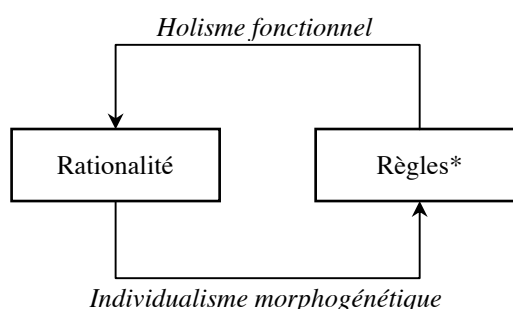 Holisme fonctionnel
Rationalité
Règles*
Individualisme morphogénétique